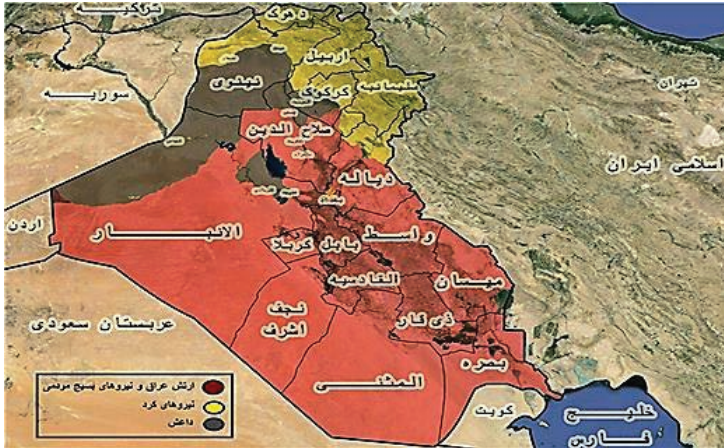 ترکیه
دهوک
اربیل
سلیمانیه
نینوی
کرکوک
تهران
سوریه
صلاح الدین
اسلامی ایران
دیاله
بغداد
اردن
الانبار
واسط
بابل
کربلا
القادسیه
میسان
نجف
اشرف
ذی قار
عربستان سعودی
المثنی
بصره
کویت
خلیج
فارس
ارتش عراق و نیروهای بسیج مردمی
نیروهای کرد
داعش